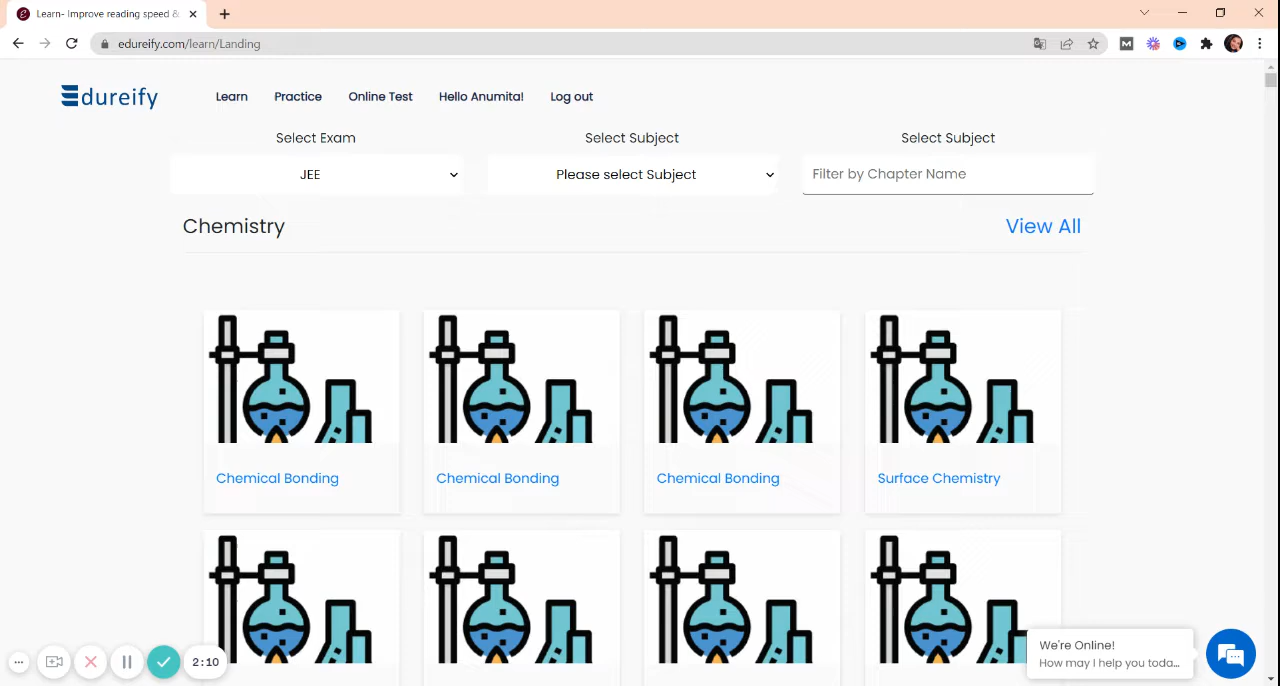 Learn- Improve reading speed &
edureify.com/learn/Landing
Edureify
Learn Practice Online Test Hello Anumita! Log out
Select Exam Select Subject Select Subject
JEE Please select Subject Filter by Chapter Name
Chemistry View All
Chemical Bonding Chemical Bonding Chemical Bonding Surface Chemistry
We're Online!
How may I help you toda...
2:10